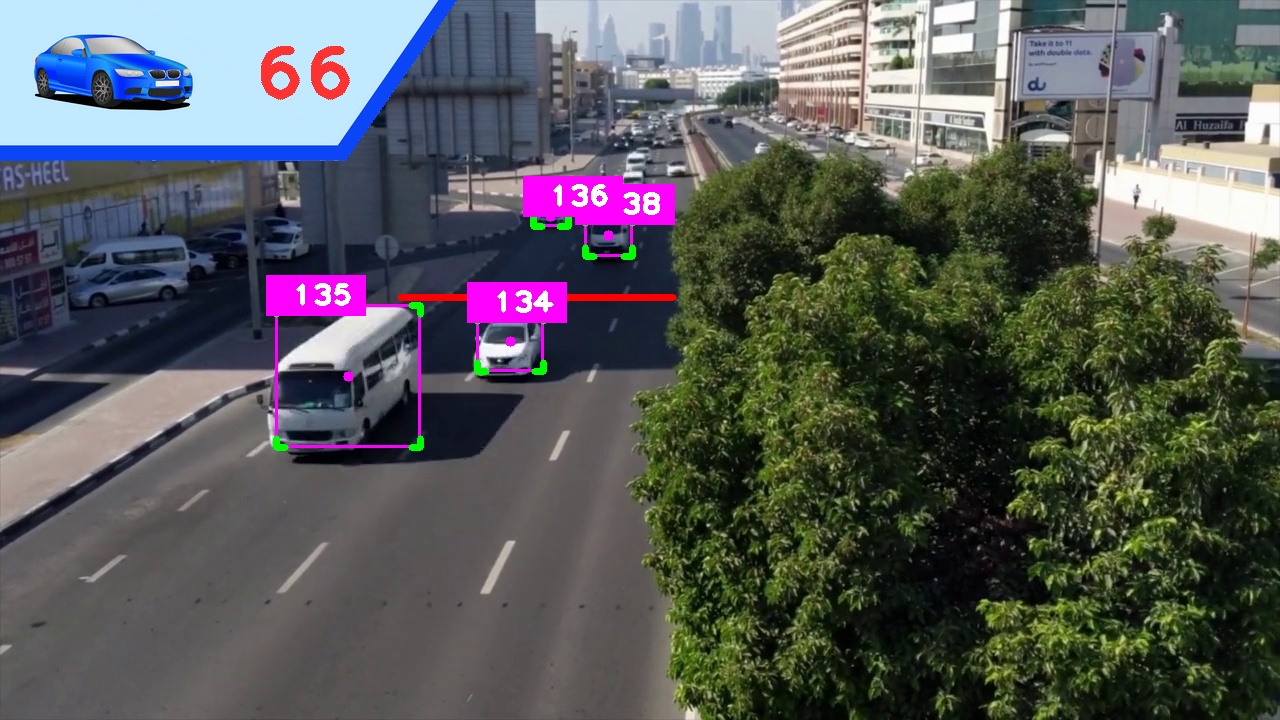 66
AS-HEEL
Take it to 11
with double data.
du
Al Huzaifa
136
38
135
134